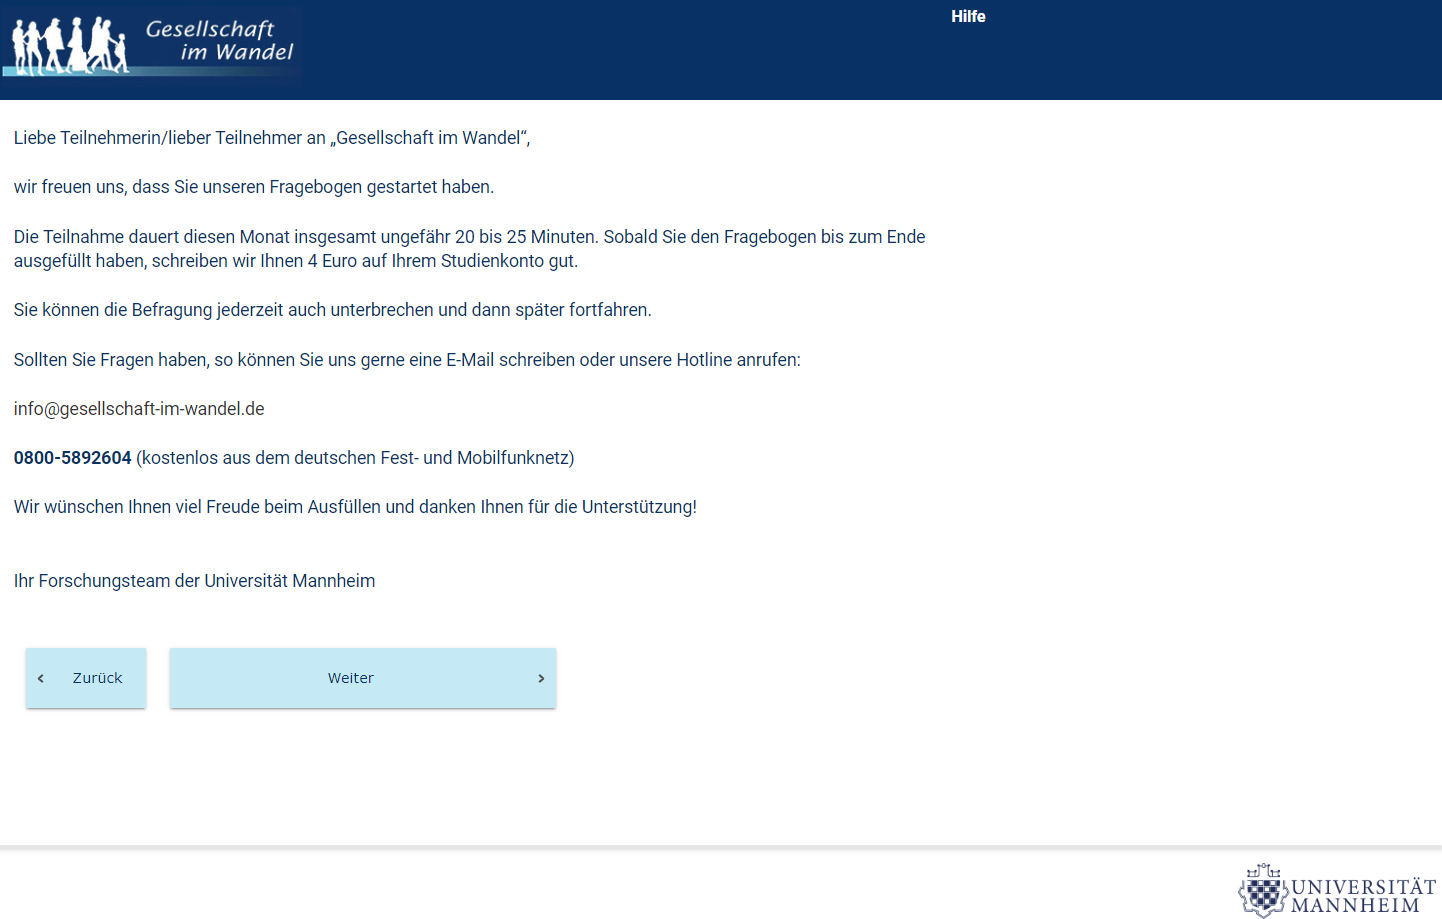 Gesellschaft
im Wandel
Hilfe
Liebe Teilnehmerin/lieber Teilnehmer an „Gesellschaft im Wandel“,
wir freuen uns, dass Sie unseren Fragebogen gestartet haben.
Die Teilnahme dauert diesen Monat insgesamt ungefähr 20 bis 25 Minuten. Sobald Sie den Fragebogen bis zum Ende
ausgefüllt haben, schreiben wir Ihnen 4 Euro auf Ihrem Studienkonto gut.
Sie können die Befragung jederzeit auch unterbrechen und dann später fortfahren.
Sollten Sie Fragen haben, so können Sie uns gerne eine E-Mail schreiben oder unsere Hotline anrufen:
info@gesellschaft-im-wandel.de
0800-5892604 (kostenlos aus dem deutschen Fest- und Mobilfunknetz)
Wir wünschen Ihnen viel Freude beim Ausfüllen und danken Ihnen für die Unterstützung!
Ihr Forschungsteam der Universität Mannheim
Zurück
Weiter
UNIVERSITÄT
MANNHEIM